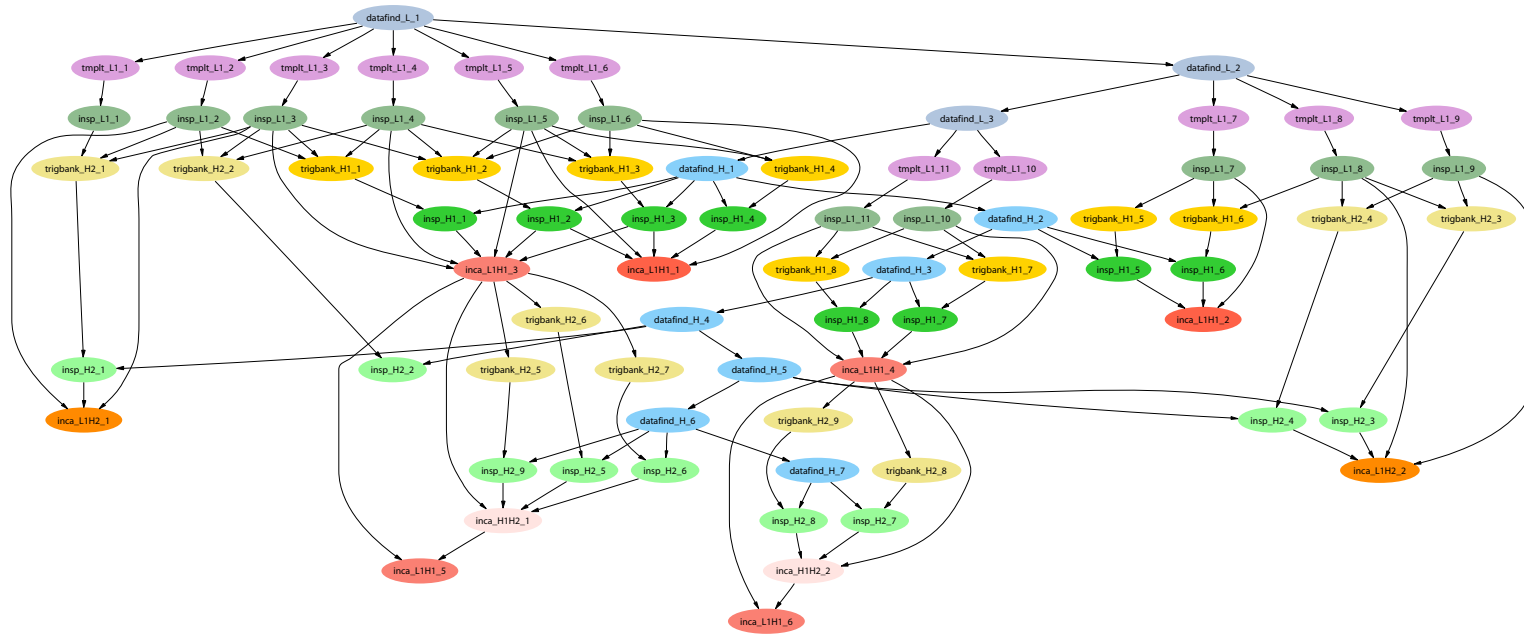 datafind_L_1
tmplt_L1_1
tmplt_L1_2
tmplt_L1_3
tmplt_L1_4
tmplt_L1_5
tmplt_L1_6
datafind_L_2
insp_L1_1
insp_L1_2
insp_L1_3
insp_L1_4
insp_L1_5
insp_L1_6
datafind_L_3
tmplt_L1_7
tmplt_L1_8
tmplt_L1_9
trigbank_H2_1
trigbank_H2_2
trigbank_H1_1
trigbank_H1_2
trigbank_H1_3
datafind_H_1
trigbank_H1_4
tmplt_L1_11
tmplt_L1_10
insp_L1_7
insp_L1_8
insp_L1_9
insp_H1_1
insp_H1_2
insp_H1_3
insp_H1_4
insp_L1_11
insp_L1_10
datafind_H_2
trigbank_H1_5
trigbank_H1_6
trigbank_H2_4
trigbank_H2_3
inca_L1H1_3
inca_L1H1_1
trigbank_H1_8
datafind_H_3
trigbank_H1_7
insp_H1_5
insp_H1_6
trigbank_H2_6
datafind_H_4
insp_H1_8
insp_H1_7
inca_L1H1_2
insp_H2_1
insp_H2_2
trigbank_H2_5
trigbank_H2_7
datafind_H_5
inca_L1H1_4
inca_L1H2_1
datafind_H_6
trigbank_H2_9
insp_H2_4
insp_H2_3
insp_H2_9
insp_H2_5
insp_H2_6
datafind_H_7
trigbank_H2_8
inca_L1H2_2
inca_H1H2_1
insp_H2_8
insp_H2_7
inca_L1H1_5
inca_H1H2_2
inca_L1H1_6